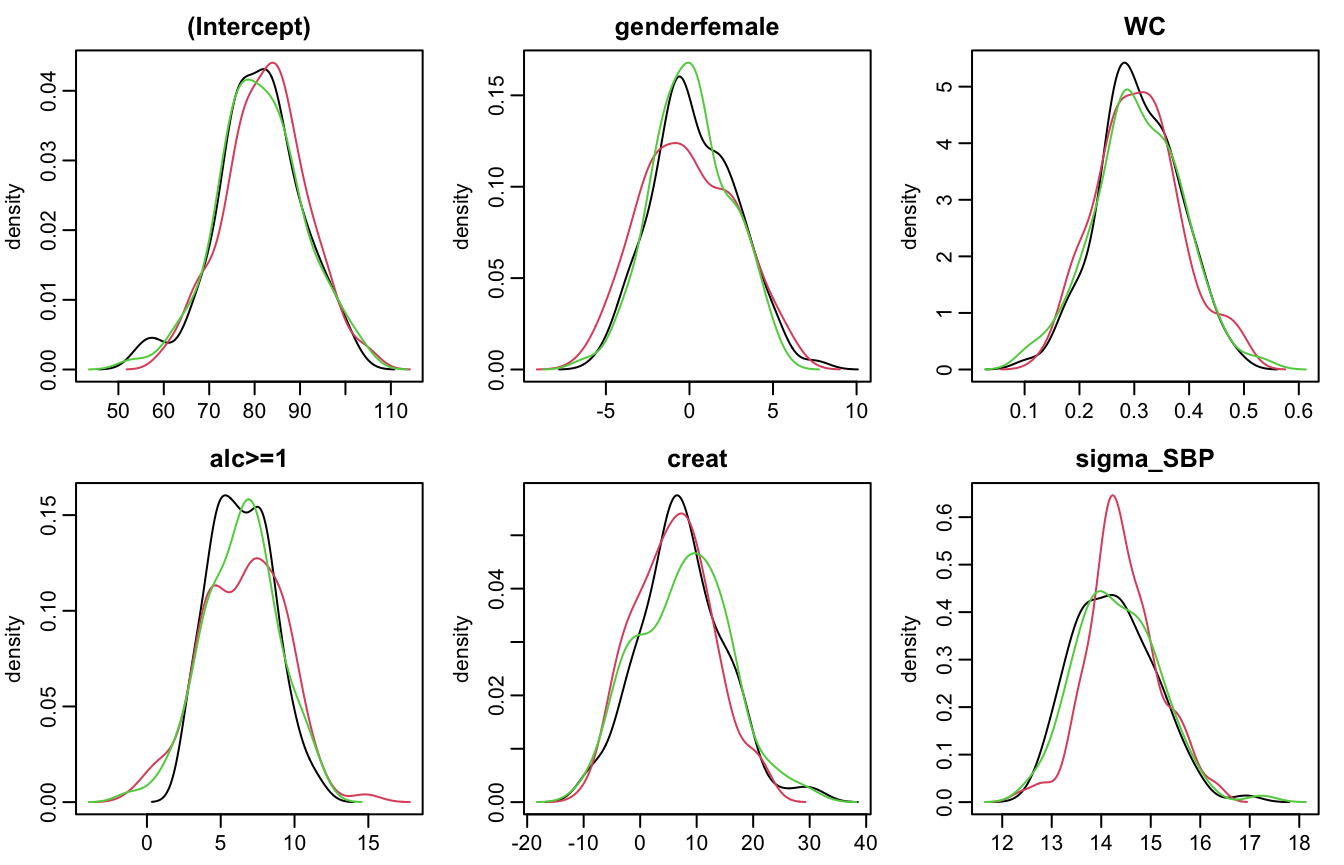 (Intercept)
density
0.00 0.01 0.02 0.03 0.04
50 60 70 80 90 110
genderfemale
density
0.00 0.05 0.10 0.15
-5 0 5 10
WC
density
0 1 2 3 4 5
0.1 0.2 0.3 0.4 0.5 0.6
alc>=1
density
0.00 0.05 0.10 0.15
0 5 10 15
creat
density
0.00 0.02 0.04
-20 -10 0 10 20 30 40
sigma_SBP
density
0.0 0.1 0.2 0.3 0.4 0.5 0.6
12 13 14 15 16 17 18